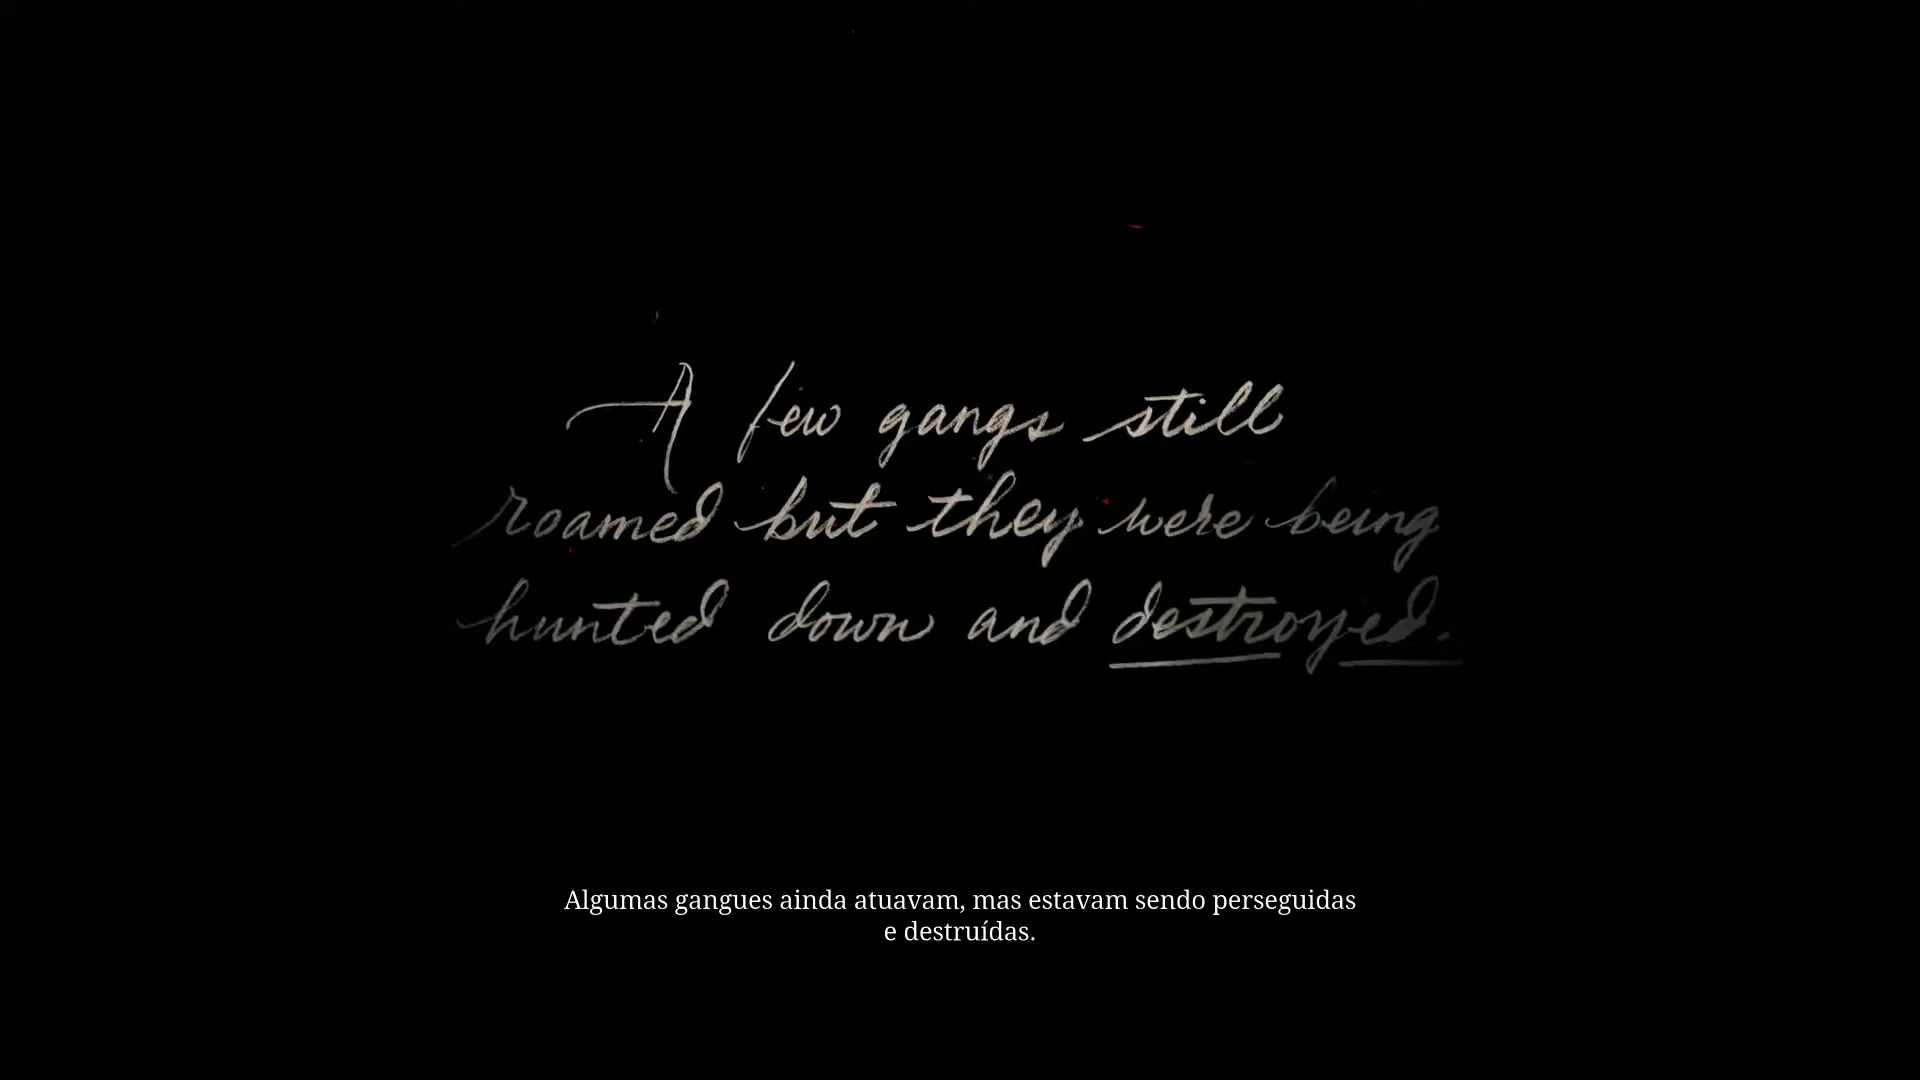 A few gangs still
roamed but they were being
hunted down and destroyed.
Algumas gangues ainda atuavam, mas estavam sendo perseguidas
e destruídas.